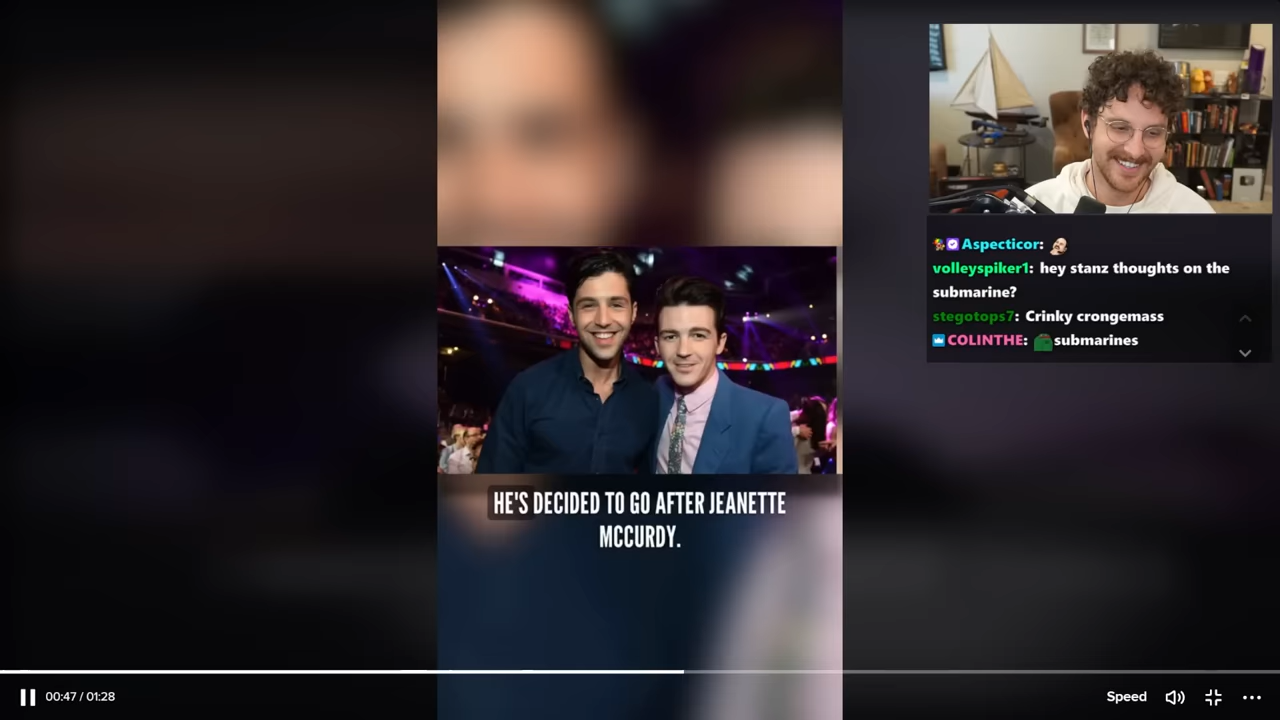 Aspecticor:
volleyspiker1: hey stanz thoughts on the
submarine?
stegotops7: Crinky crongemass
COLINTHE: submarines
HE'S DECIDED TO GO AFTER JEANETTE
MCCURDY.
00:47 / 01:28
Speed